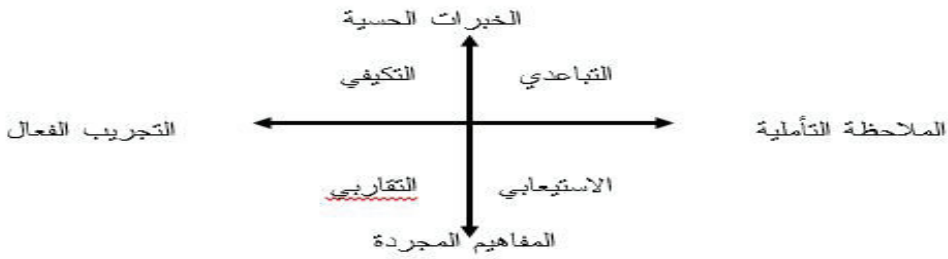 الخبرات الحسية
التباعدي
التكيفي
الملاحظة التأملية
التجريب الفعال
الاستيعابي
التقاربي
المفاهيم المجردة